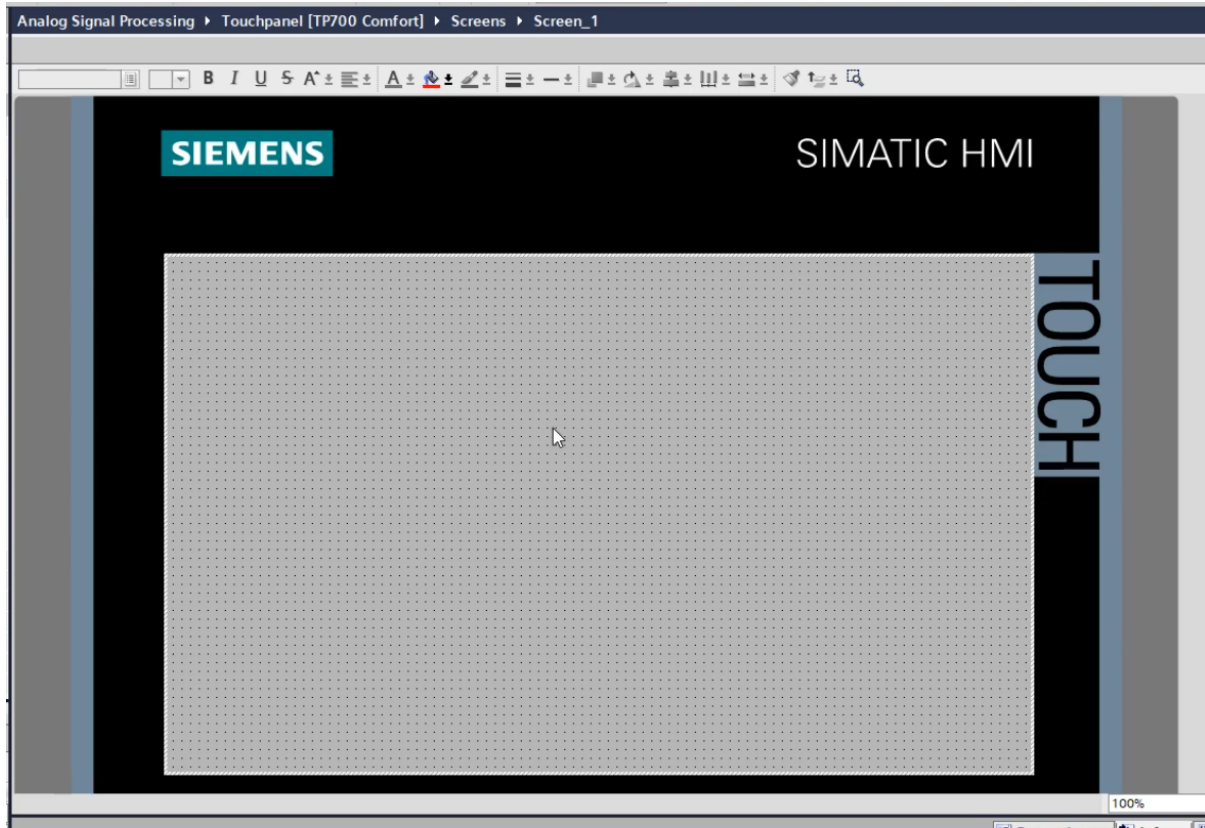 Analog Signal Processing ▸ Touchpanel [TP700 Comfort] ▸ Screens ▸ Screen_1
B I U S A A
SIEMENS
SIMATIC HMI
TOUCH
100%